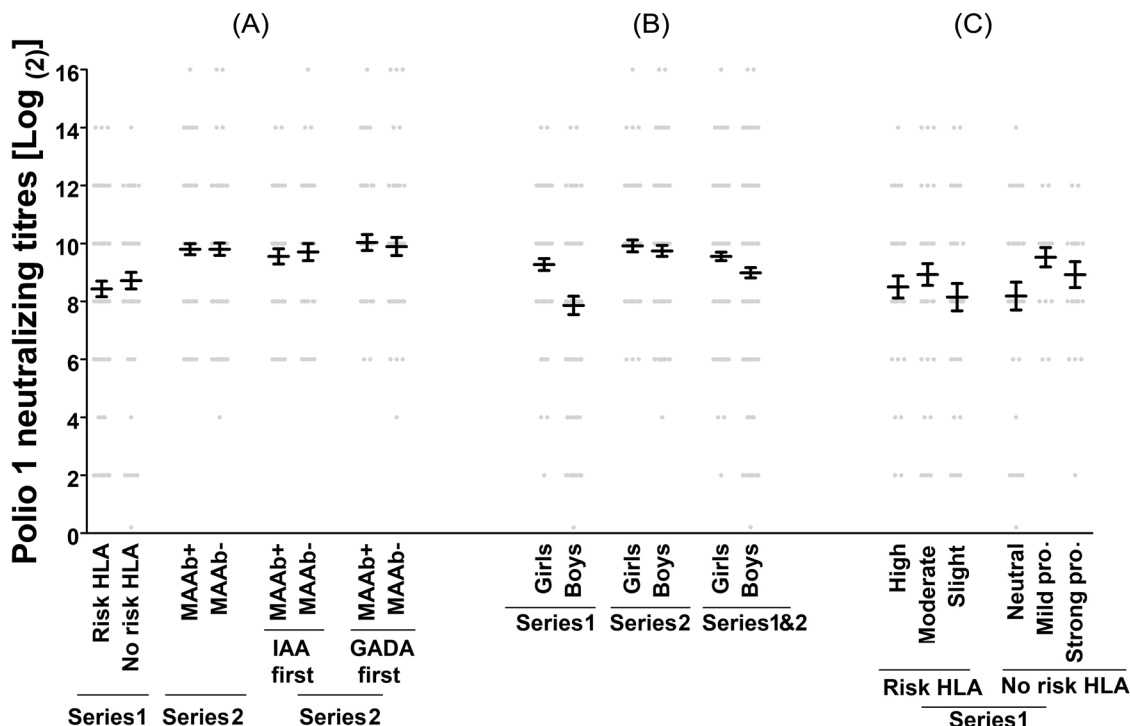 (A) (B) (C)
Polio 1 neutralizing titres [Log (2)]
16
14
12
10
8
6
4
2
0
Risk HLA
No risk HLA
MAAb+
MAAb-
MAAb+
MAAb-
MAAb+
MAAb-
Girls
Boys
Girls
Boys
Girls
Boys
High
Moderate
Slight
Neutral
Mild pro.
Strong pro.
IAA first
GADA first
Series1 Series2 Series2
Series1 Series2 Series1&2
Risk HLA No risk HLA
Series1